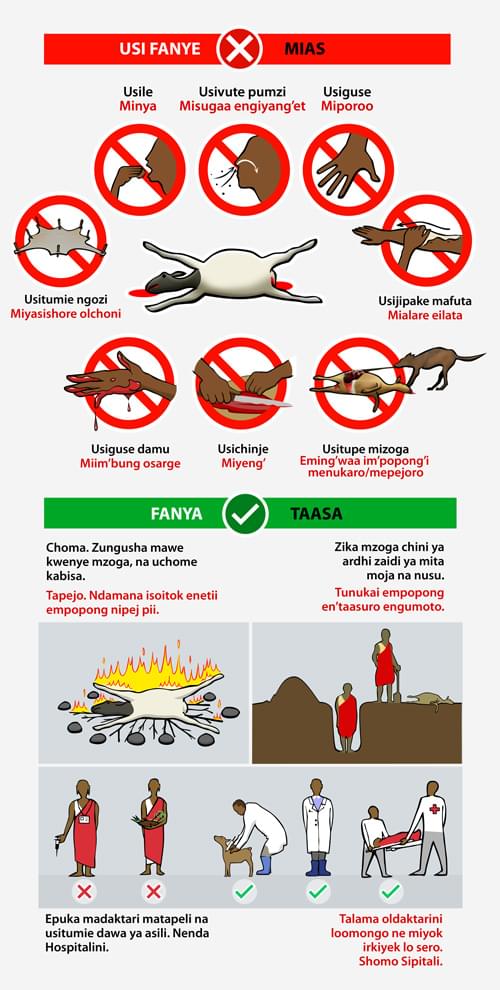 USI FANYE MIAS
Usile
Minya
Usivute pumzi
Misugaa engiyang'et
Usiguse
Miporoo
Usitumie ngozi
Miyasishore olchoni
Usijipake mafuta
Mialare eilata
Usiguse damu
Miim'bung osarge
Usichinje
Miyeng'
Usitupe mizoga
Eming'waa im'popong'i
menukaro/mepejoro
FANYA TAASA
Choma. Zungusha mawe
kwenye mzoga, na uchome
kabisa.
Tapejo. Ndamana isoitok enetii
empopong nipej pii.
Zika mzoga chini ya
ardhi zaidi ya mita
moja na nusu.
Tunukai empopong
en'taasuro engumoto.
Epuka madaktari matapeli na
usitumie dawa ya asili. Nenda
Hospitalini.
Talama oldaktarini
loomongo ne miyok
irkiyek lo sero.
Shomo Sipitali.